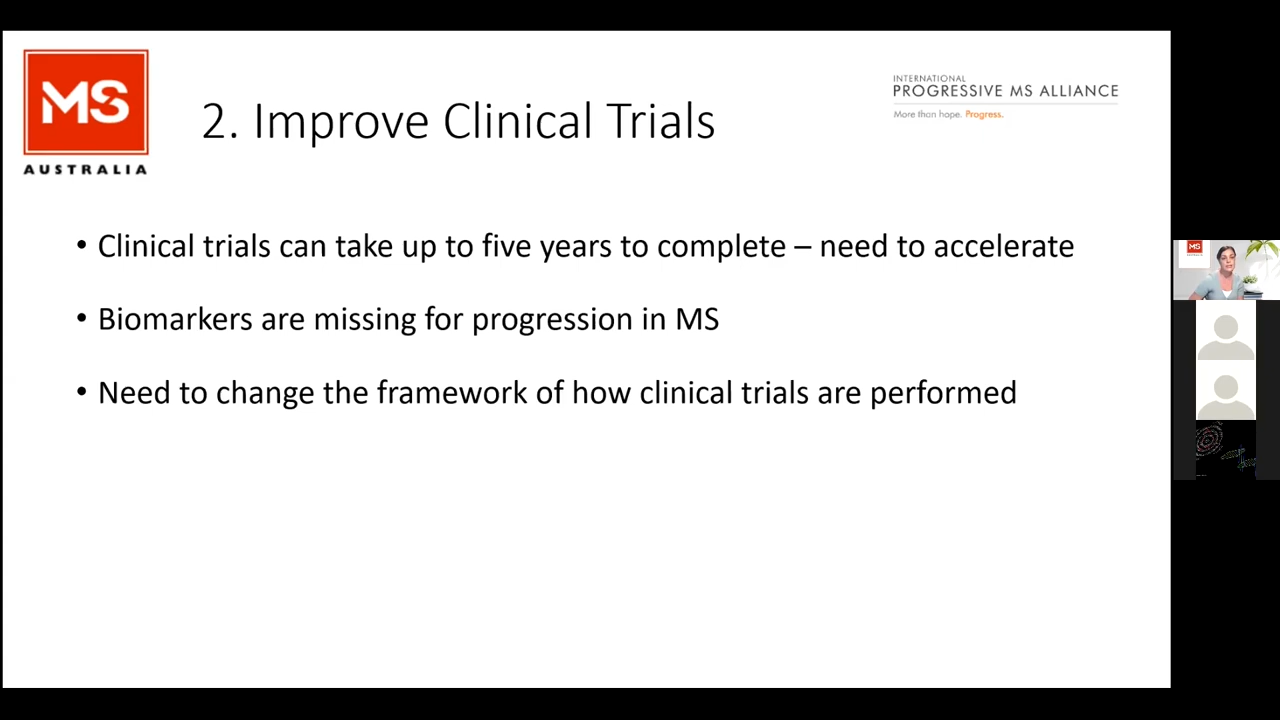 MS
AUSTRALIA
2. Improve Clinical Trials
INTERNATIONAL
PROGRESSIVE MS ALLIANCE
More than hope. Progress.
• Clinical trials can take up to five years to complete – need to accelerate
• Biomarkers are missing for progression in MS
• Need to change the framework of how clinical trials are performed
MS